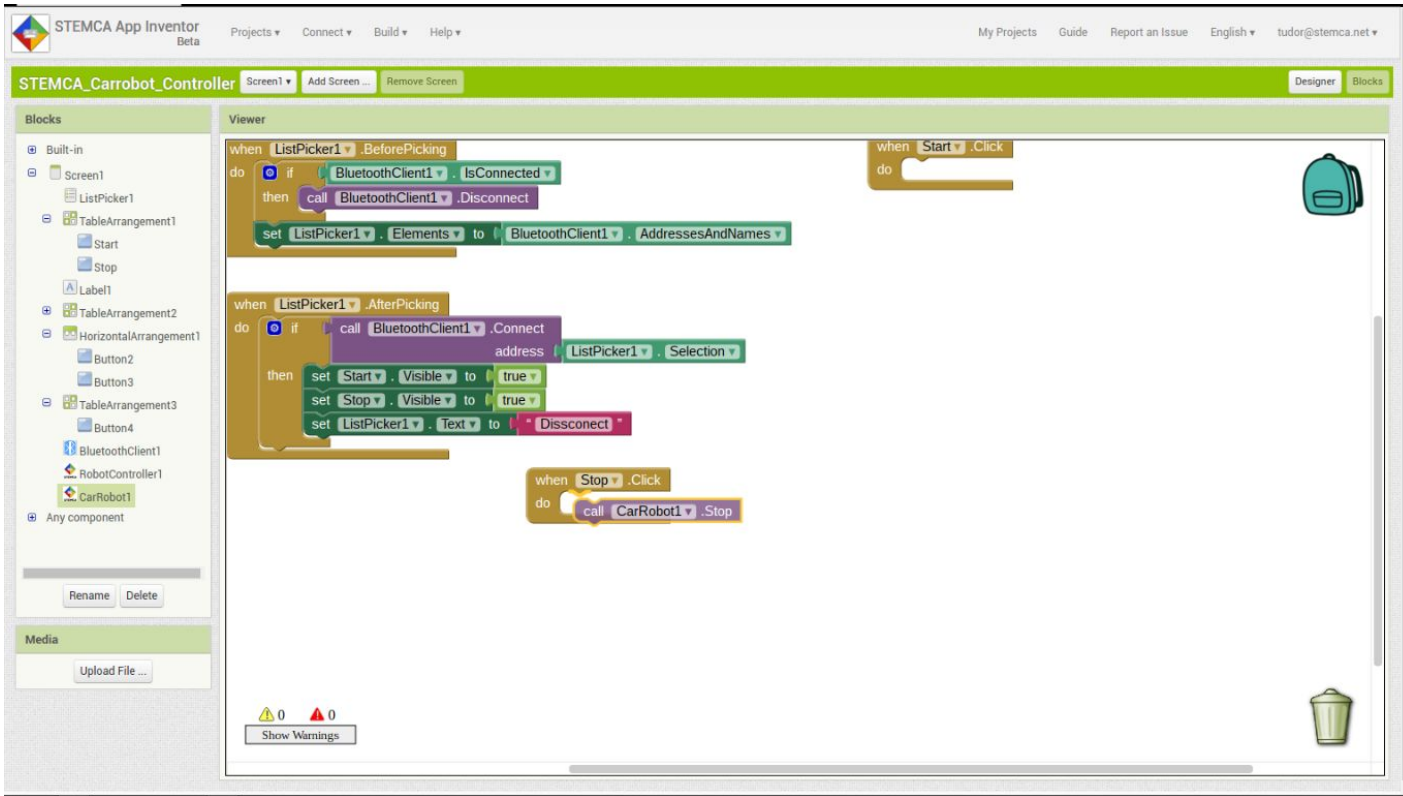 STEMCA App Inventor
Beta
Projects Connect Build Help
My Projects Guide Report an Issue English tudor@stemca.net
STEMCA_Carrobot_Controller Screen1 Add Screen ... Remove Screen
Designer Blocks
Blocks
Built-in
Screen1
ListPicker1
TableArrangement1
Start
Stop
A Label1
TableArrangement2
HorizontalArrangement1
Button2
Button3
TableArrangement3
Button4
BluetoothClient1
RobotController1
CarRobot1
Any component
Rename Delete
Media
Upload File ...
Viewer
when ListPicker1 .BeforePicking
do if BluetoothClient1 . IsConnected
then call BluetoothClient1 .Disconnect
set ListPicker1 . Elements to BluetoothClient1 . AddressesAndNames
when Start .Click
do
when ListPicker1 .AfterPicking
do if call BluetoothClient1 .Connect
address ListPicker1 . Selection
then set Start . Visible to true
set Stop . Visible to true
set ListPicker1 . Text to " Dissconect "
when Stop .Click
do call CarRobot1 .Stop
0 0
Show Warnings